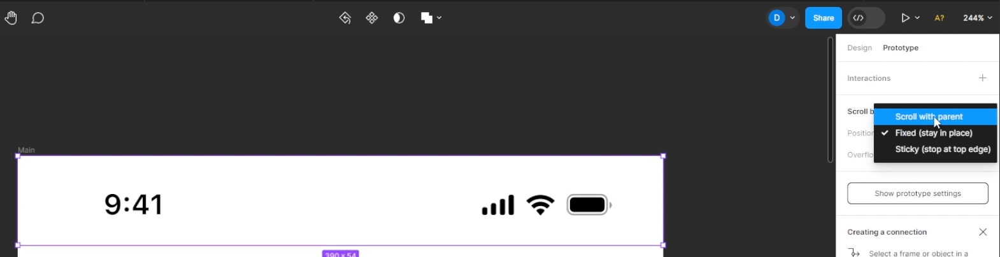 D
Share
A?
244%
Design Prototype
Interactions
Scroll b
Scroll with parent
Position
Fixed (stay in place)
Overflo
Sticky (stop at top edge)
Main
9:41
Show prototype settings
Creating a connection
390 × 54
Select a frame or object in a